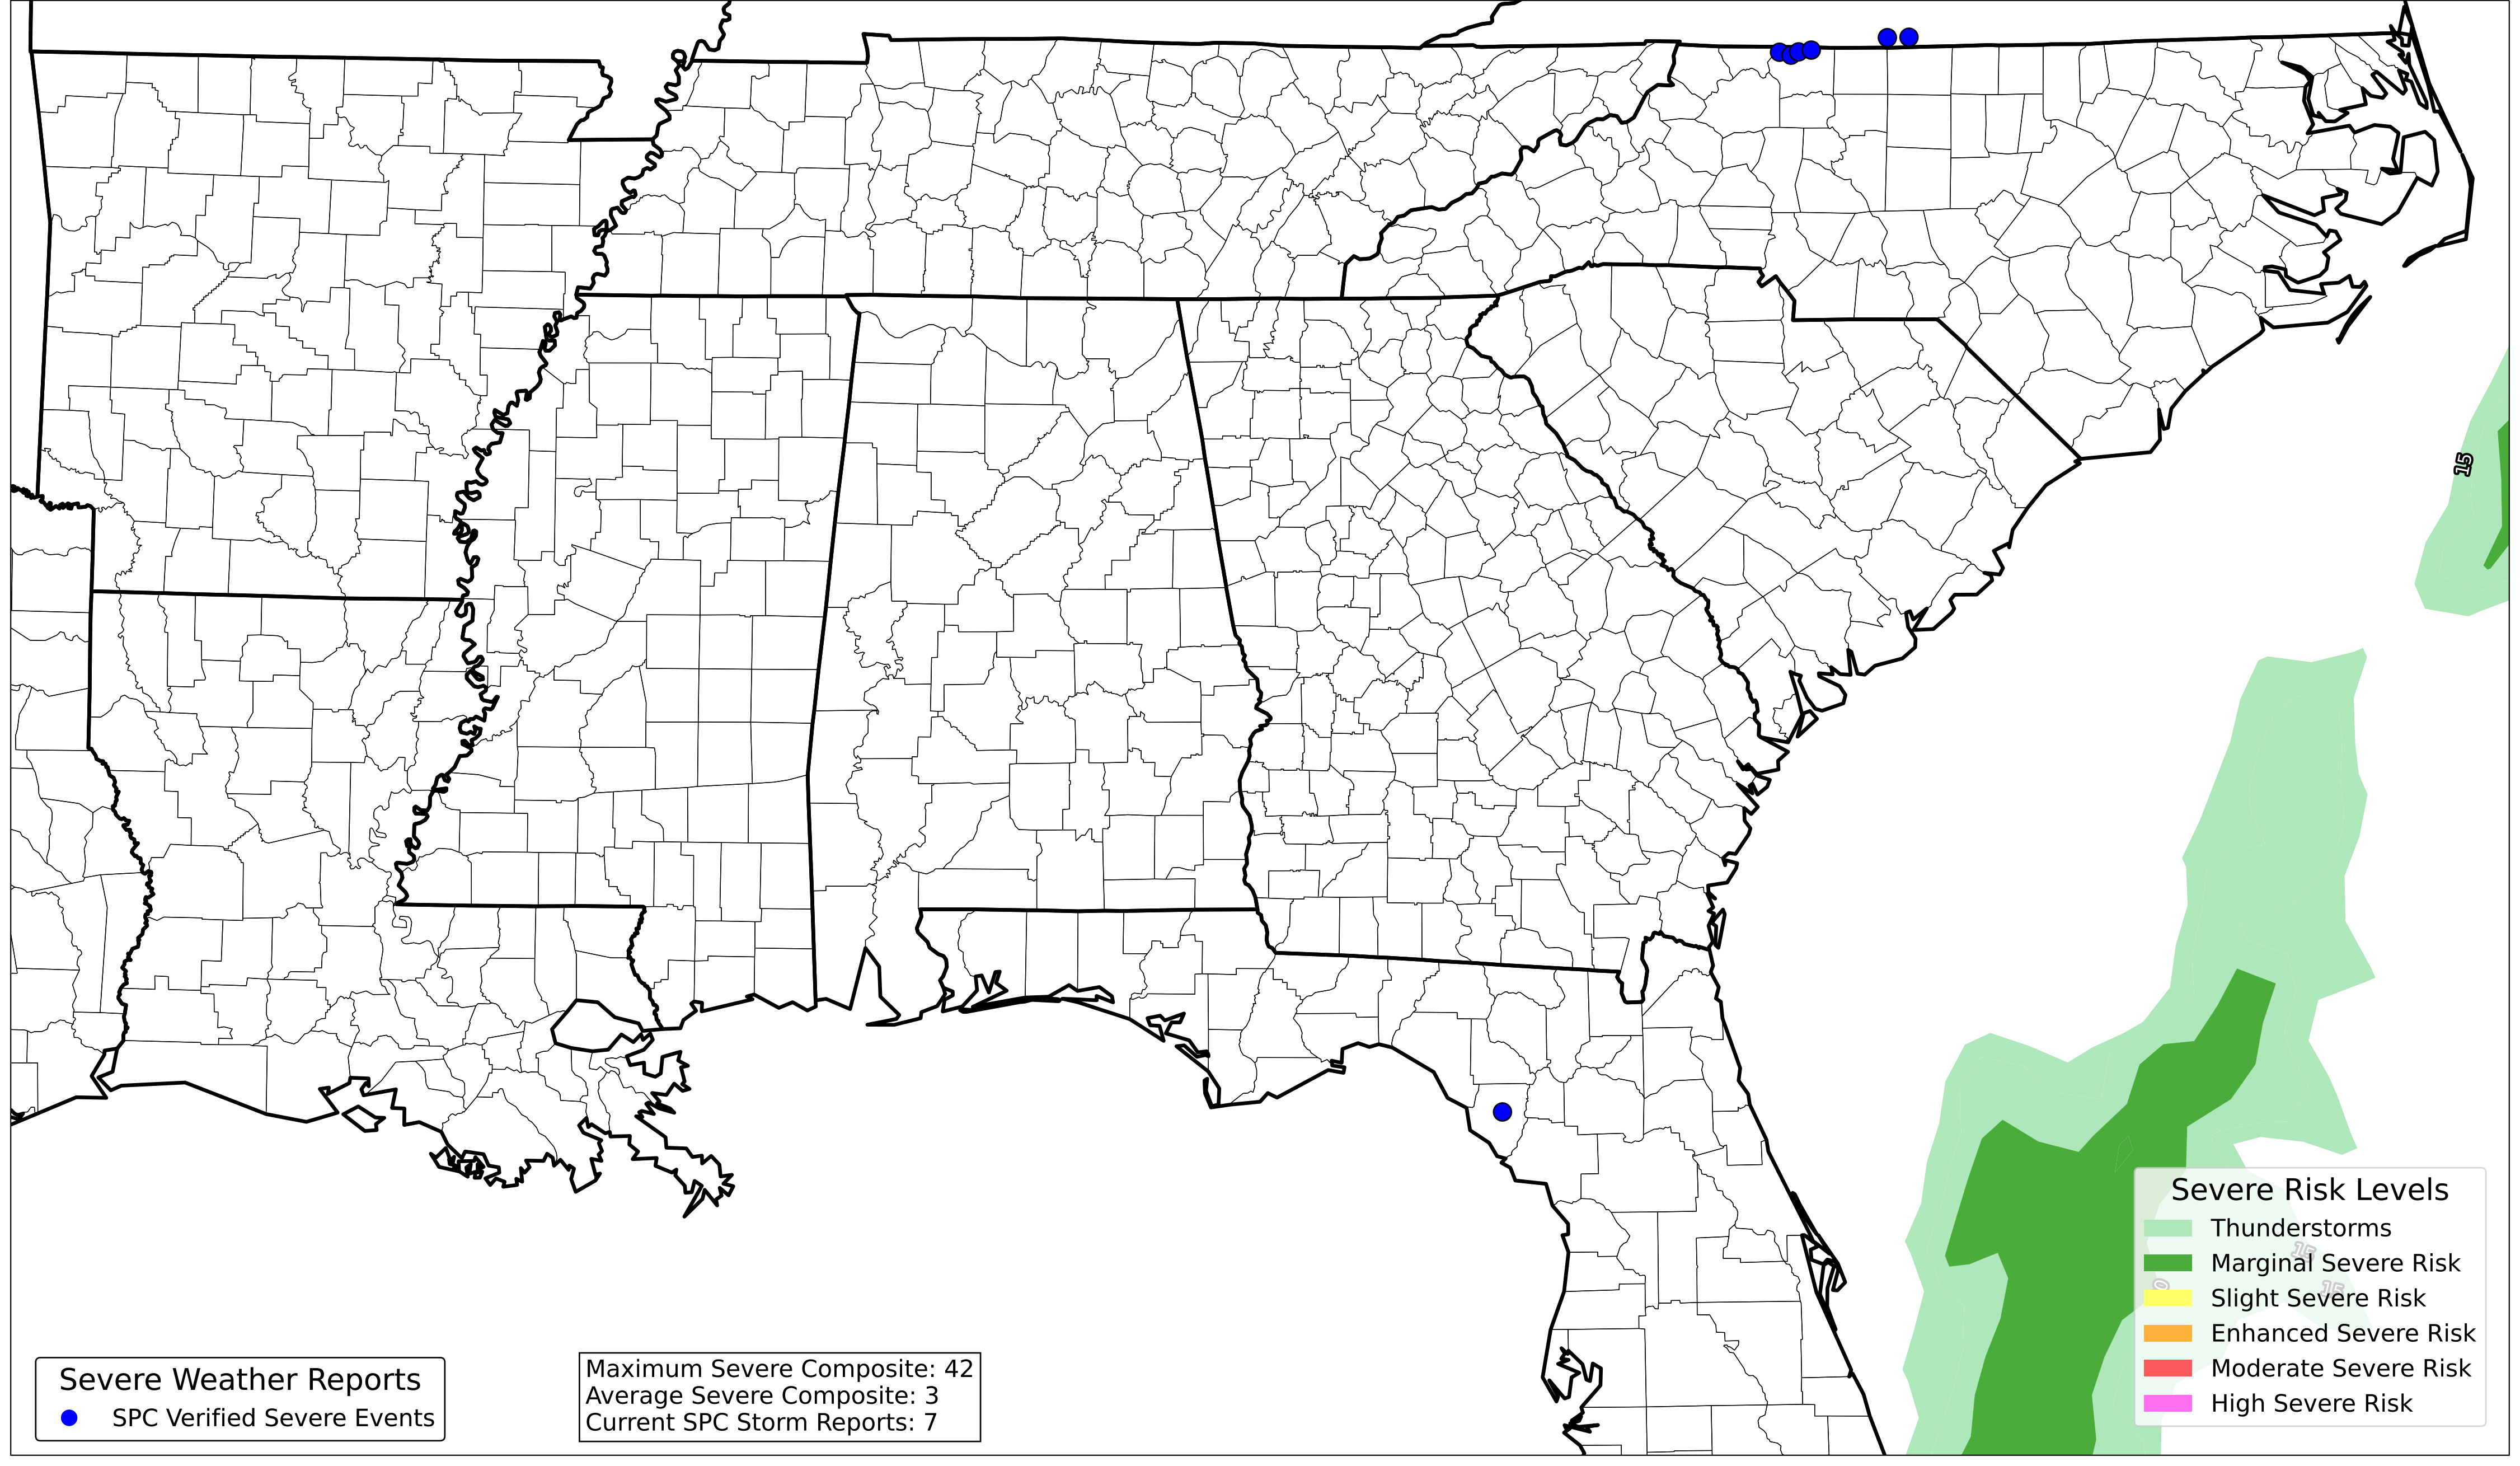 15
Severe Risk Levels
Thunderstorms
15
Marginal Severe Risk
15
Slight Severe Risk
Enhanced Severe Risk
Moderate Severe Risk
High Severe Risk
Severe Weather Reports
SPC Verified Severe Events
Maximum Severe Composite: 42
Average Severe Composite: 3
Current SPC Storm Reports: 7